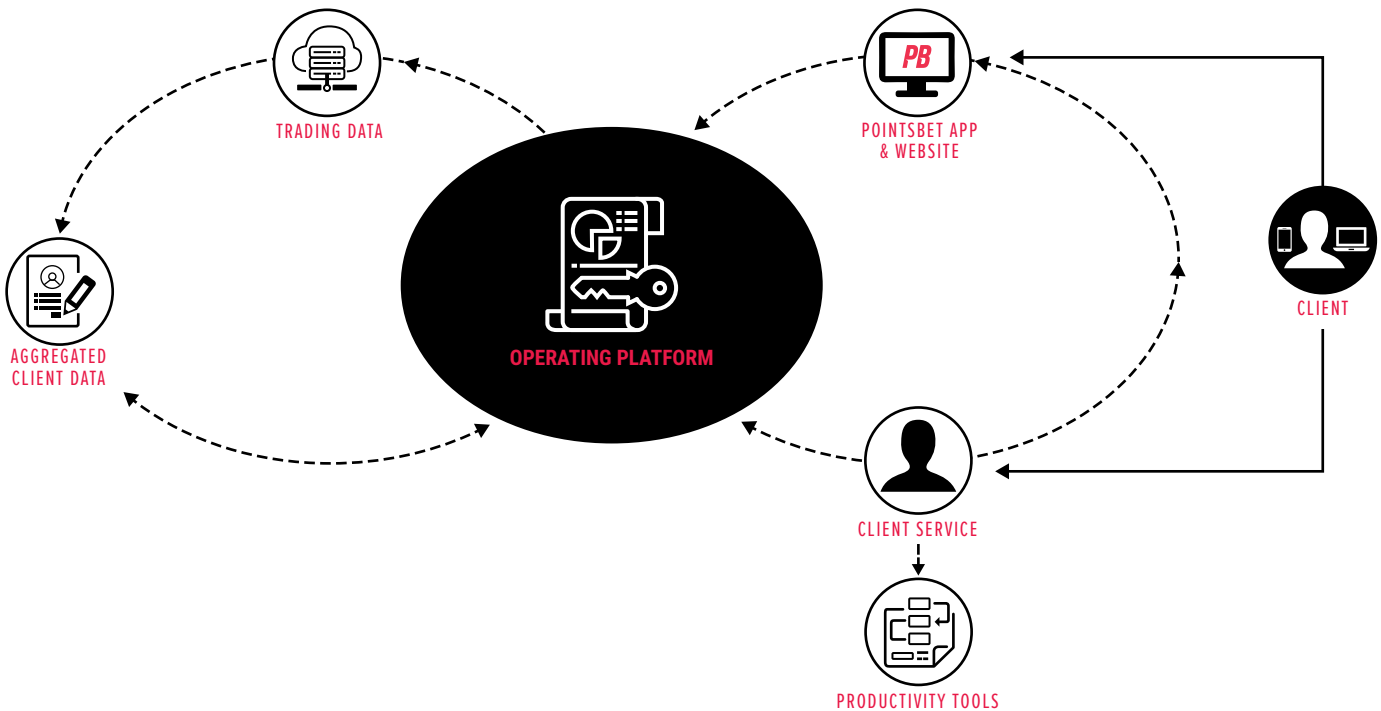 PB
TRADING DATA
POINTSBET APP
& WEBSITE
CLIENT
OPERATING PLATFORM
AGGREGATED
CLIENT DATA
CLIENT SERVICE
PRODUCTIVITY TOOLS